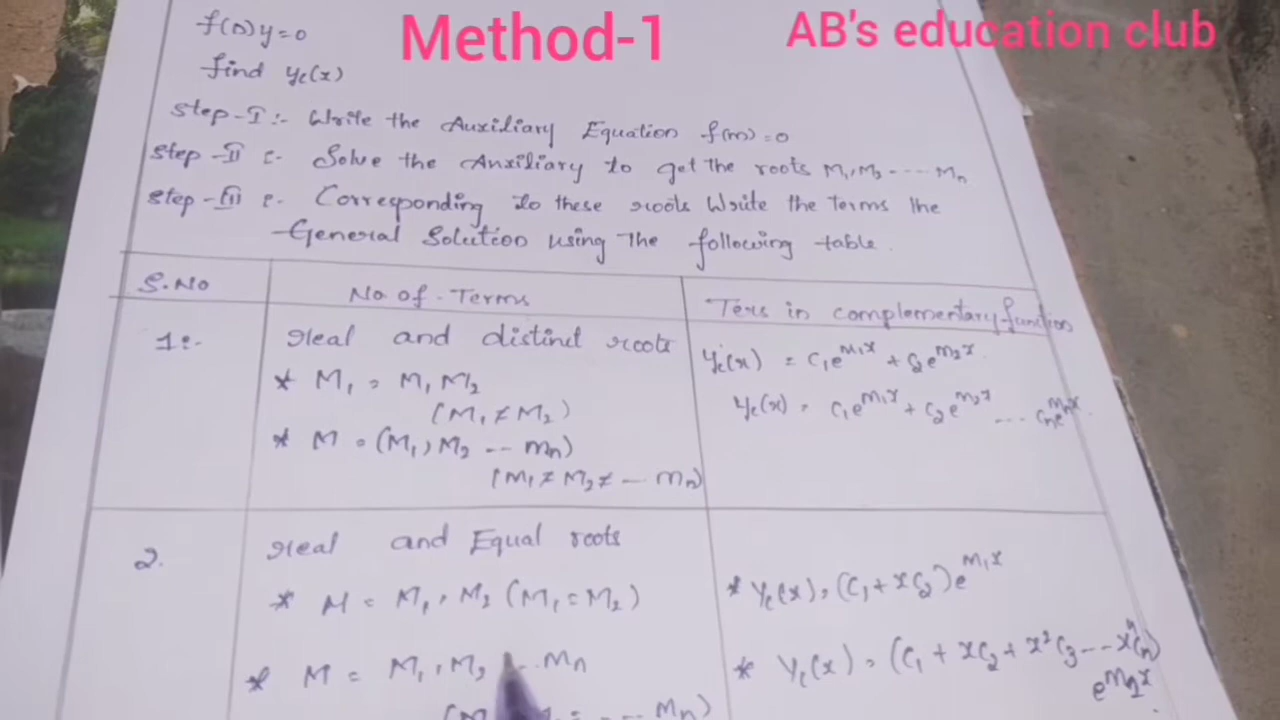 Method-1
AB's education club
f(D)y=0
find yc(x)
Step-I:- Write the Auxiliary Equation f(m)=0
Step-II :- Solve the Anxiliary to get the roots M1, M2 ---- Mn
Step-III :- Corresponding to these roots Write the terms the
General Solution using The following table.
S.No No. of. Terms Ters in complementary function
1:- real and distinct roots yc(x) = C1e^m1x + C2e^m2x
* M1 = M1 M2
(M1 ≠ M2) yc(x) = C1e^m1x + C2e^m2x ... Cne^mnx
* M = (M1, M2 --- mn)
(M1 ≠ M2 ≠ --- mn)
2. real and Equal roots
* M = M1, M2 (M1 = M2) * yc(x) = (C1 + xC2)e^m1x
* M = M1, M2 ... Mn * yc(x) = (C1 + xC2 + x²C3 --- x^nCn)
e^m2x
--- Mn)